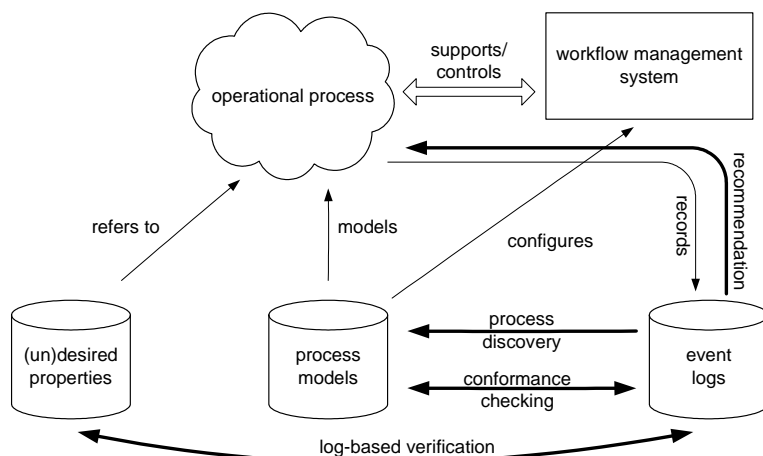 supports/
controls
workflow management
system
operational process
recommendation
records
refers to
models
configures
process
discovery
(un)desired
properties
process
models
event
logs
conformance
checking
log-based verification